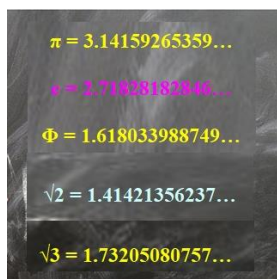 π = 3.14159265359…
e = 2.71828182846…
Φ = 1.618033988749…
√2 = 1.41421356237…
√3 = 1.73205080757…